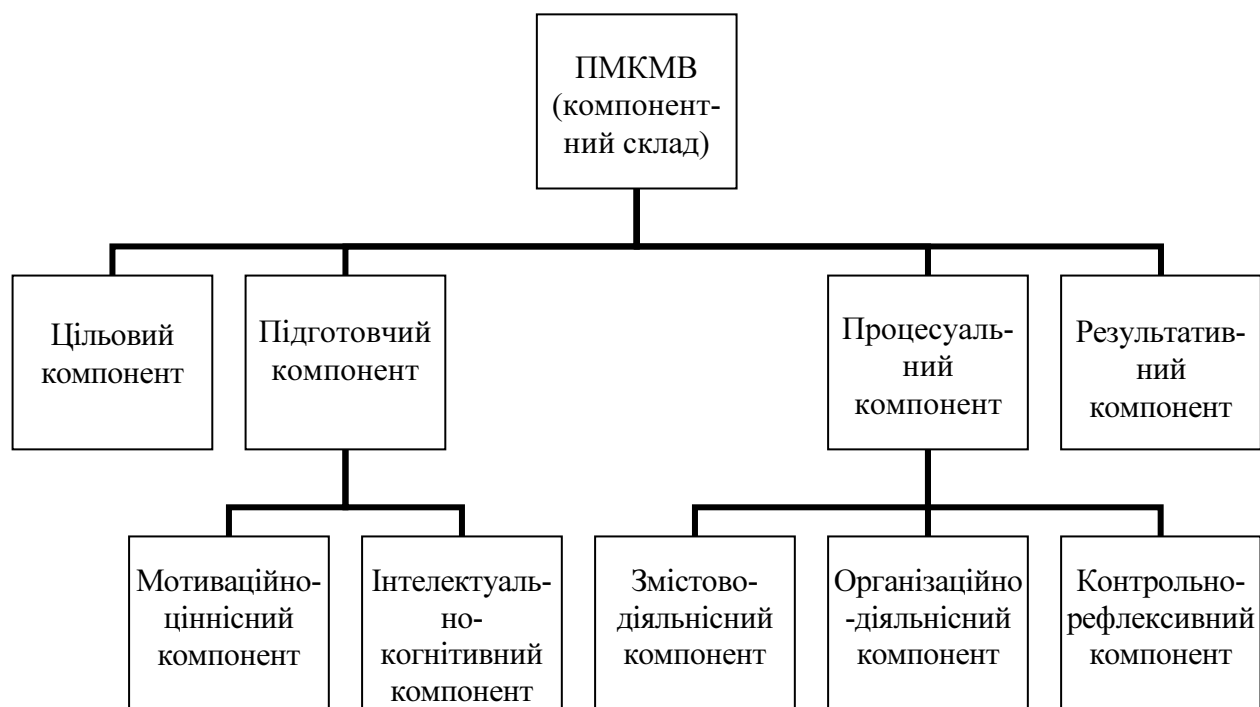 ПМКМВ
(компонент-
ний склад)
Цільовий
компонент
Підготовчий
компонент
Процесуаль-
ний
компонент
Результатив-
ний
компонент
Мотиваційно-
ціннісний
компонент
Інтелектуаль-
но-
когнітивний
компонент
Змістово-
діяльнісний
компонент
Організаційно
-діяльнісний
компонент
Контрольно-
рефлексивний
компонент